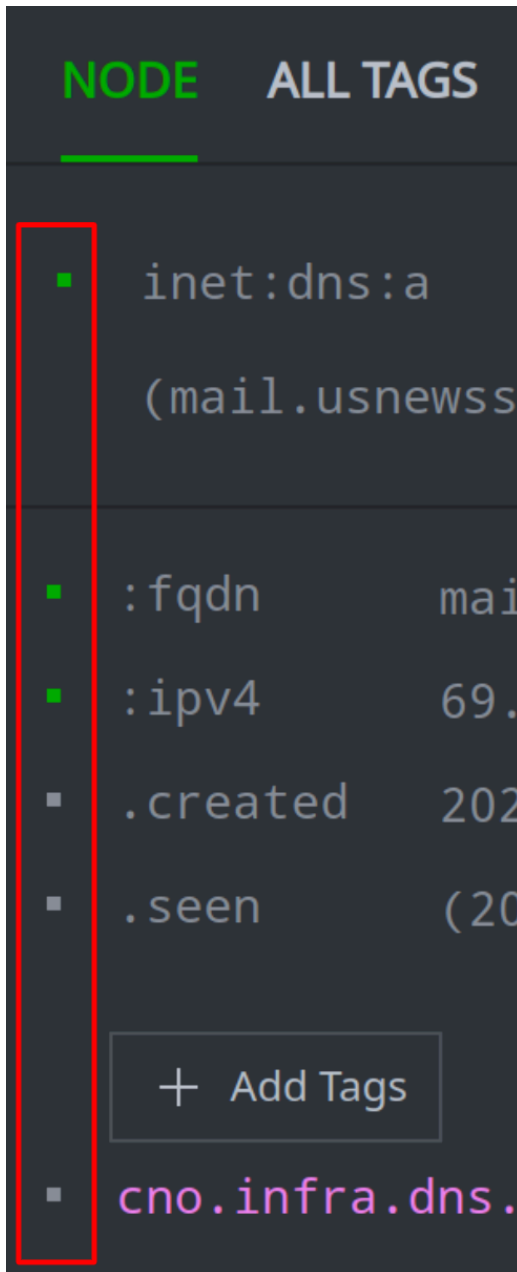 NODE ALL TAGS
inet:dns:a
(mail.usnewss
:fqdn mai
:ipv4 69.
.created 202
.seen (20
+ Add Tags
cno.infra.dns.